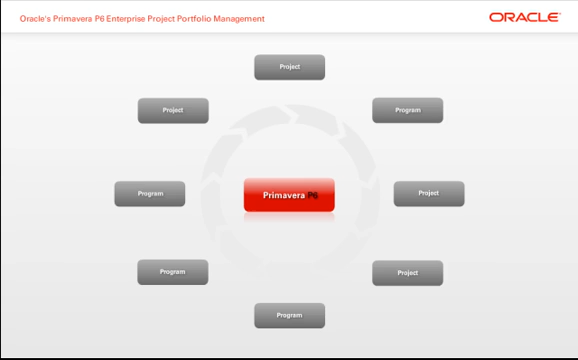 Oracle's Primavera P6 Enterprise Project Portfolio Management
ORACLE
Project
Project
Program
Program
Primavera P6
Project
Program
Project
Program